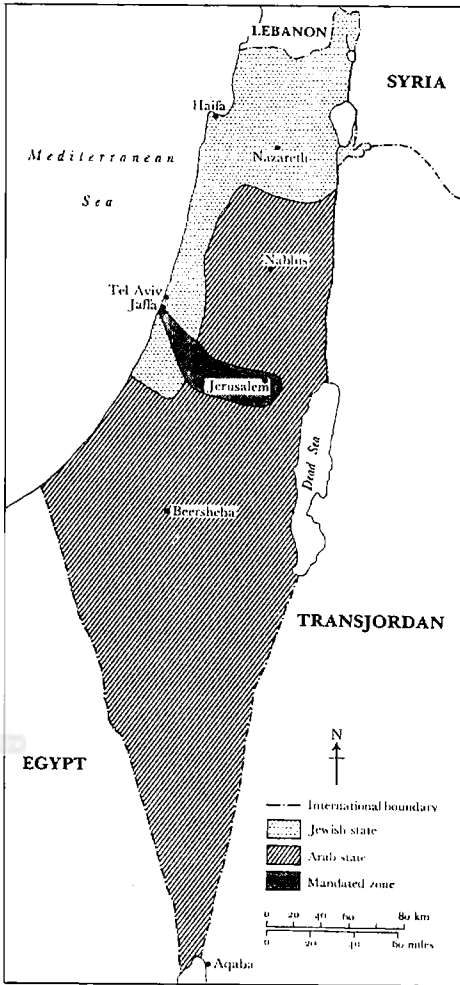 LEBANON
SYRIA
Haifa
Mediterranean
Sea
Nazareth
Nablus
Tel Aviv
Jaffa
Jerusalem
Dead Sea
Beersheba
TRANSJORDAN
EGYPT
N
International boundary
Jewish state
Arab state
Mandated zone
0 20 40 60 80 km
0 20 40 60 miles
Aqaba